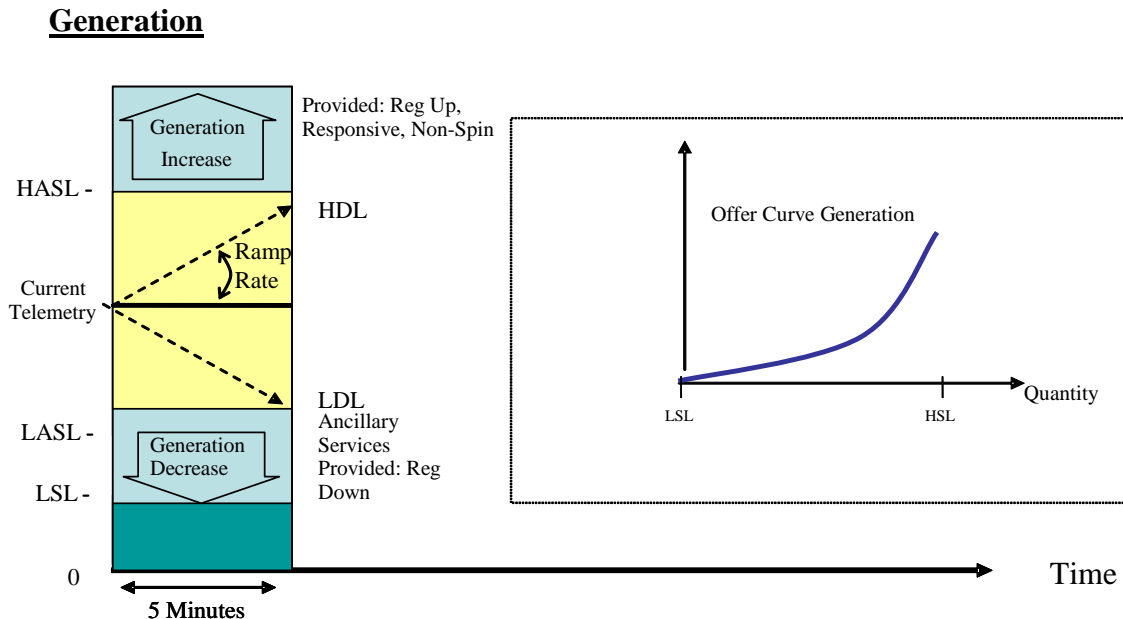 Generation
Provided: Reg Up,
Responsive, Non-Spin
Generation
Increase
HASL -
HDL
Ramp
Rate
Current
Telemetry
LDL
Ancillary
Services
Provided: Reg
Down
LASL -
Generation
Decrease
LSL -
0
5 Minutes
Time
Offer Curve Generation
Quantity
LSL
HSL